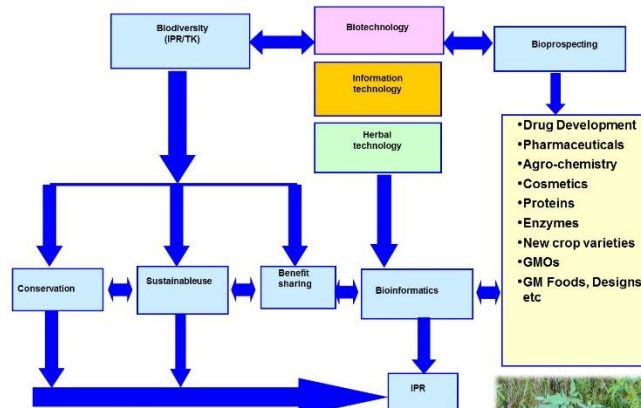 Biodiversity
(IPR/TK)
Biotechnology
Bioprospecting
Information
technology
Herbal
technology
•Drug Development
•Pharmaceuticals
•Agro-chemistry
•Cosmetics
•Proteins
•Enzymes
•New crop varieties
•GMOs
•GM Foods, Designs
etc
Conservation
Sustainableuse
Benefit
sharing
Bioinformatics
IPR